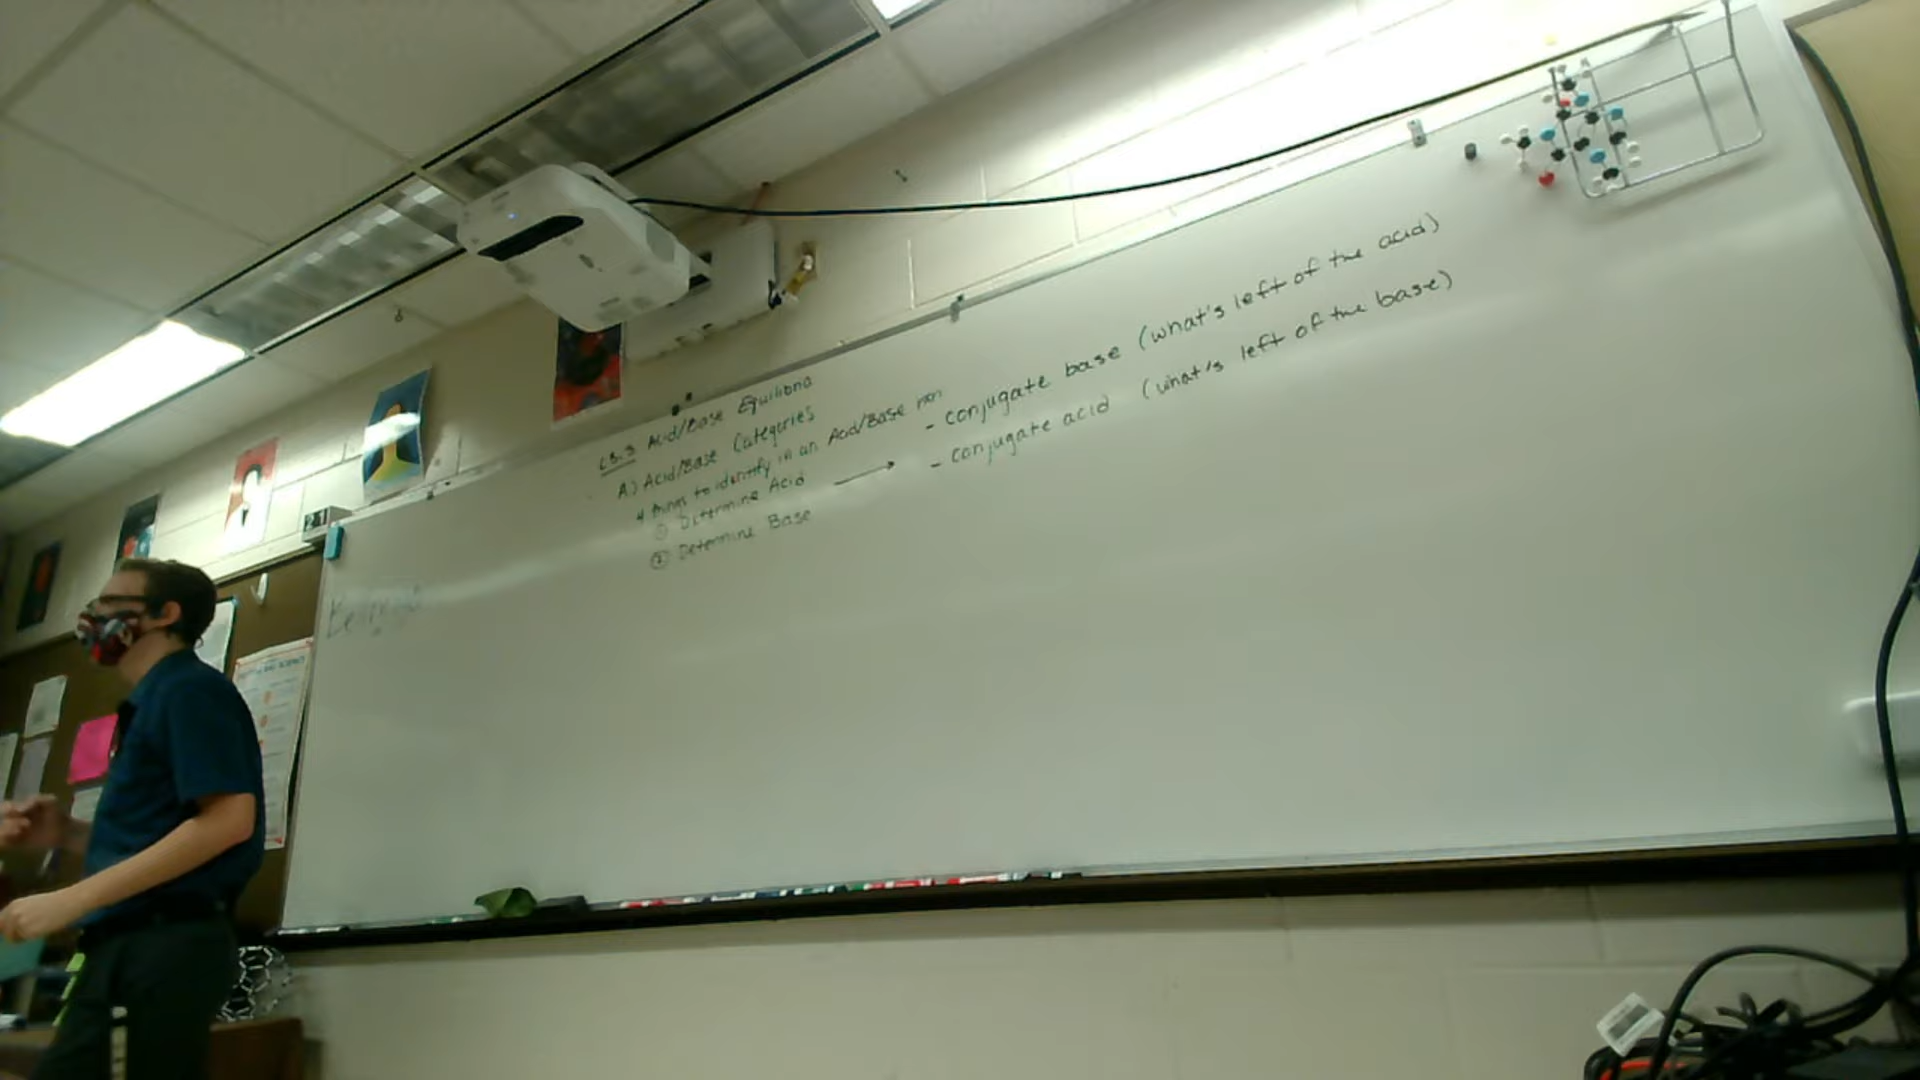 L3.3 Acid/Base Equilibria
A) Acid/Base Categories
4 things to identify in an Acid/Base rxn
① Determine Acid → - conjugate base (what's left of the acid)
② Determine Base - conjugate acid (what's left of the base)